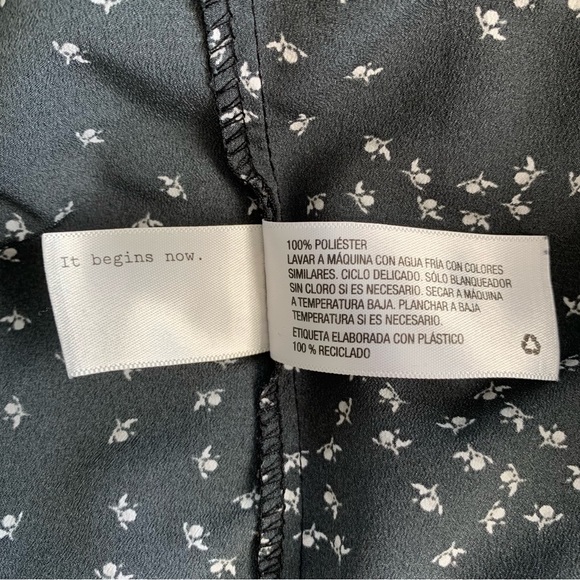 It begins now.
100% POLIÉSTER
LAVAR A MÁQUINA CON AGUA FRÍA CON COLORES
SIMILARES. CICLO DELICADO. SÓLO BLANQUEADOR
SIN CLORO SI ES NECESARIO. SECAR A MÁQUINA
A TEMPERATURA BAJA. PLANCHAR A BAJA
TEMPERATURA SI ES NECESARIO.
ETIQUETA ELABORADA CON PLÁSTICO
100% RECICLADO